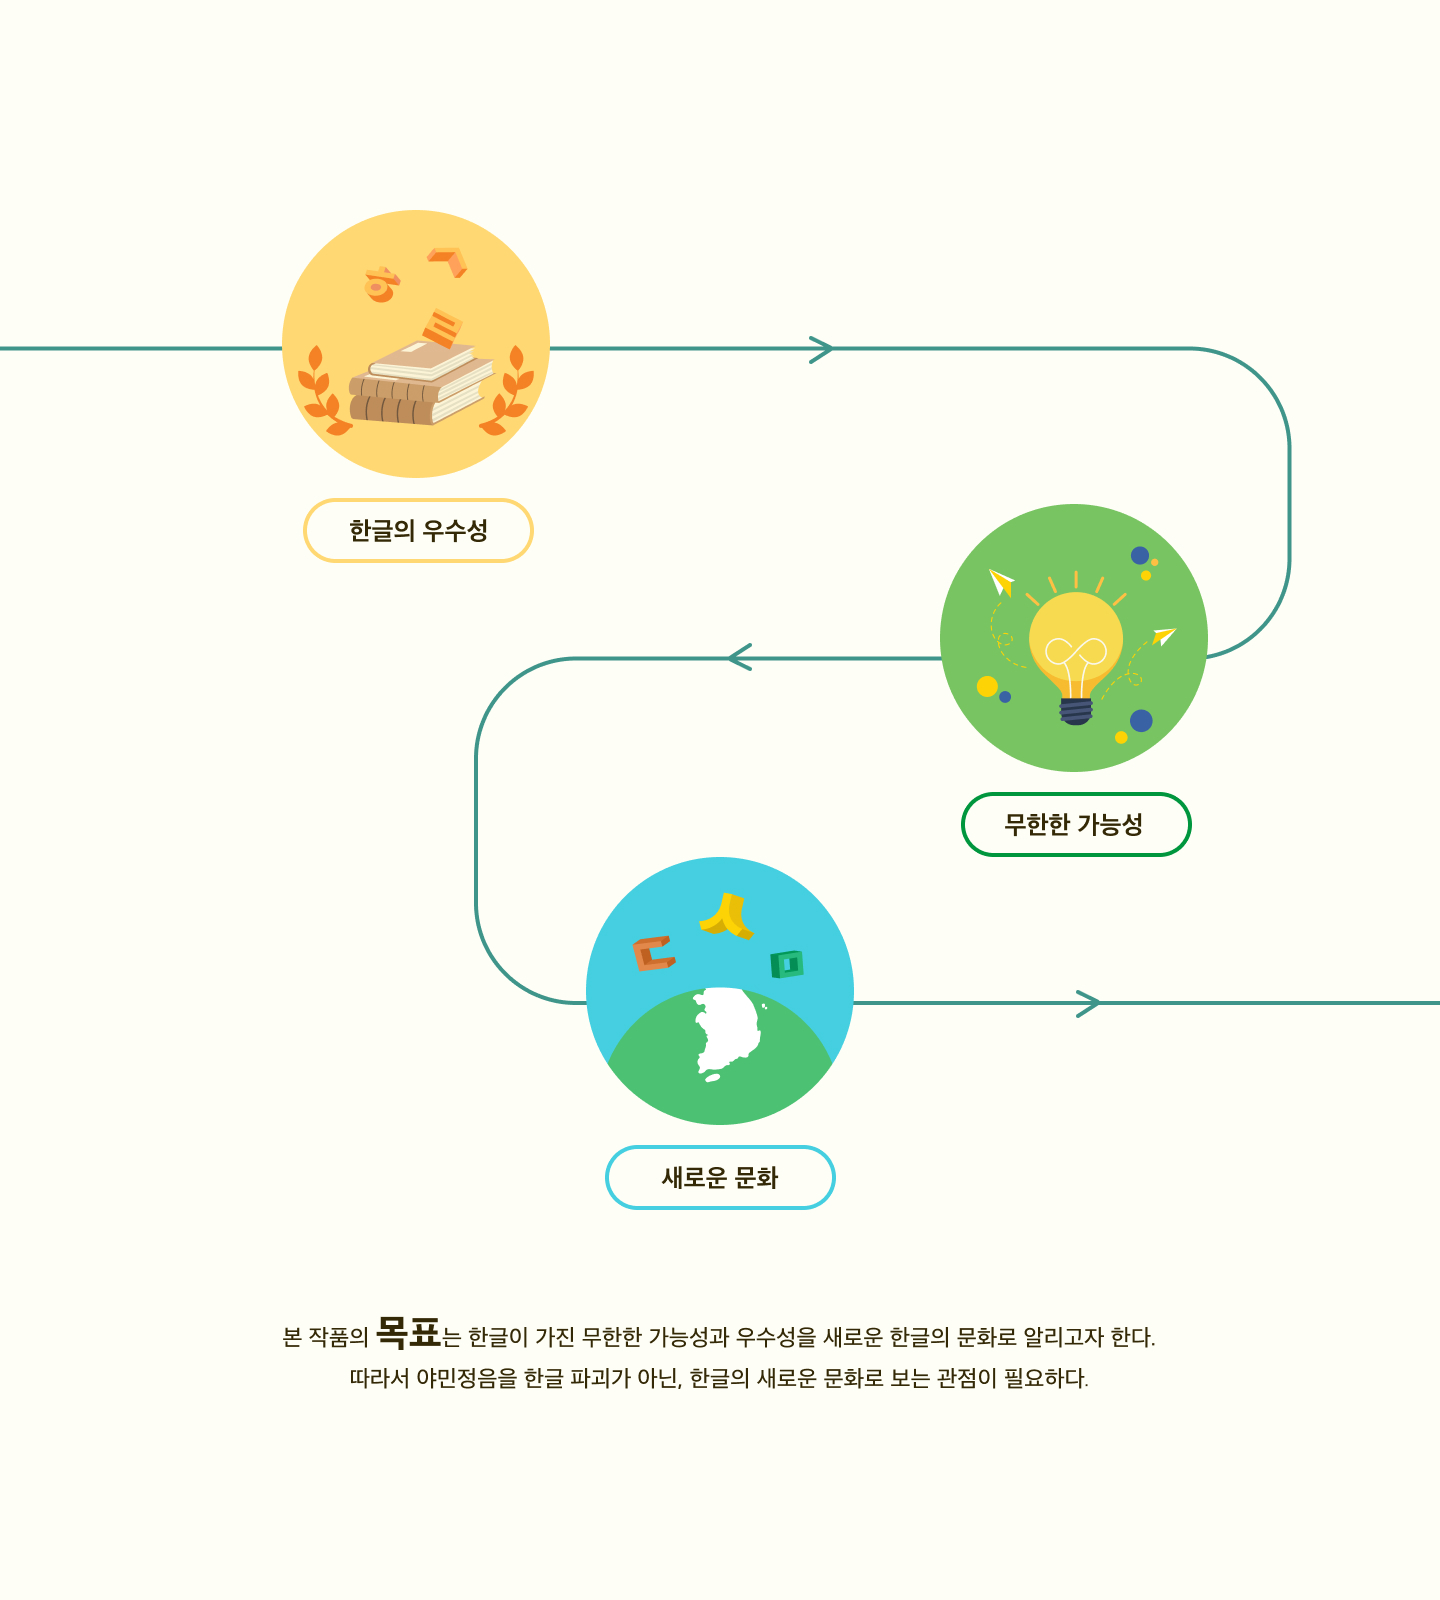 ㄱ
ㅎ
ㅌ
한글의 우수성
무한한 가능성
ㅅ
ㄷ
ㅁ
새로운 문화
본 작품의 목표는 한글이 가진 무한한 가능성과 우수성을 새로운 한글의 문화로 알리고자 한다.
따라서 야민정음을 한글 파괴가 아닌, 한글의 새로운 문화로 보는 관점이 필요하다.